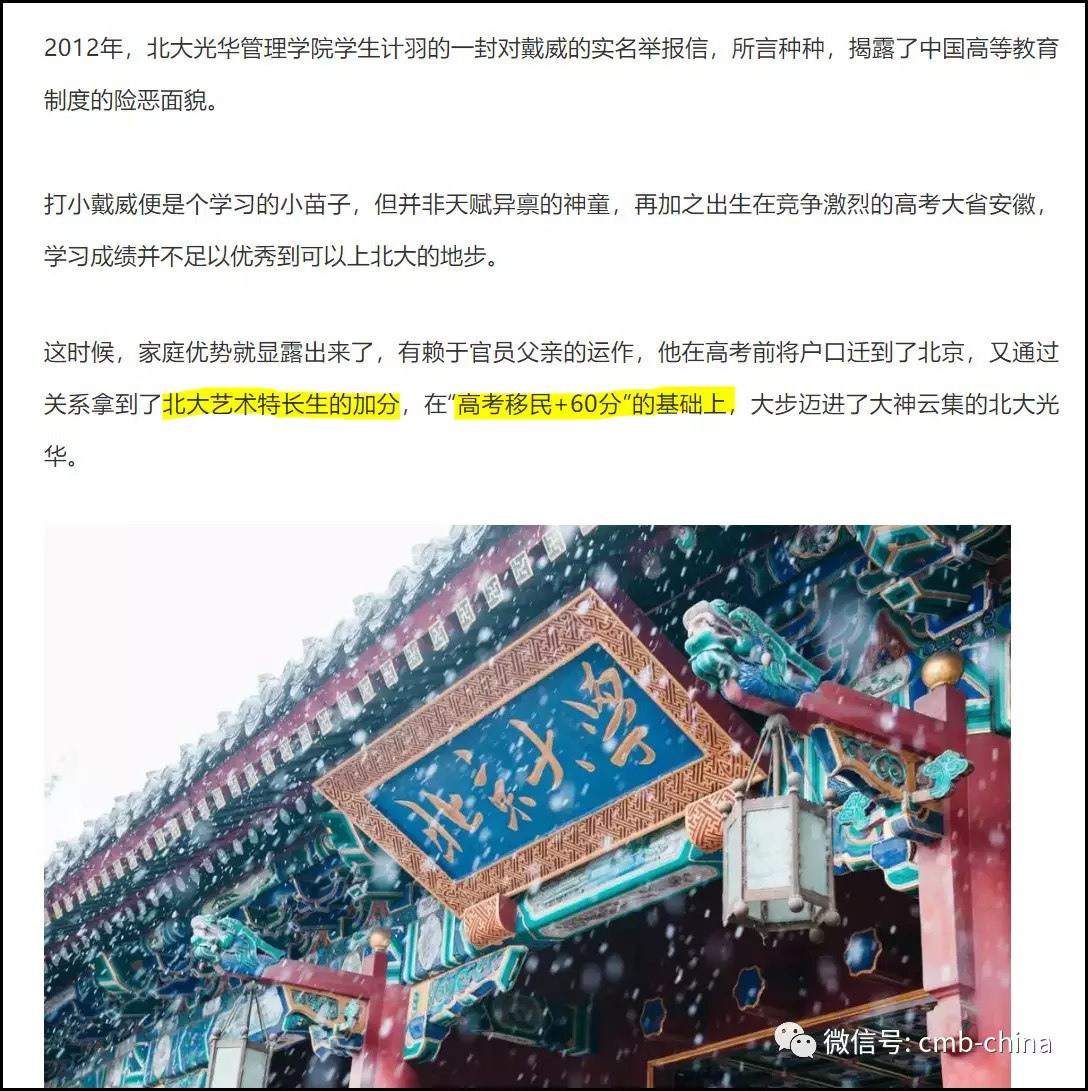 2012年，北大光华管理学院学生计羽的一封对戴威的实名举报信，所言种种，揭露了中国高等教育
制度的险恶面貌。
打小戴威便是个学习的小苗子，但并非天赋异禀的神童，再加之出生在竞争激烈的高考大省安徽，
学习成绩并不足以优秀到可以上北大的地步。
这时候，家庭优势就显露出来了，有赖于官员父亲的运作，他在高考前将户口迁到了北京，又通过
关系拿到了北大艺术特长生的加分，在“高考移民+60分”的基础上，大步迈进了大神云集的北大光
华。
北京大学
微信号: cmb-china